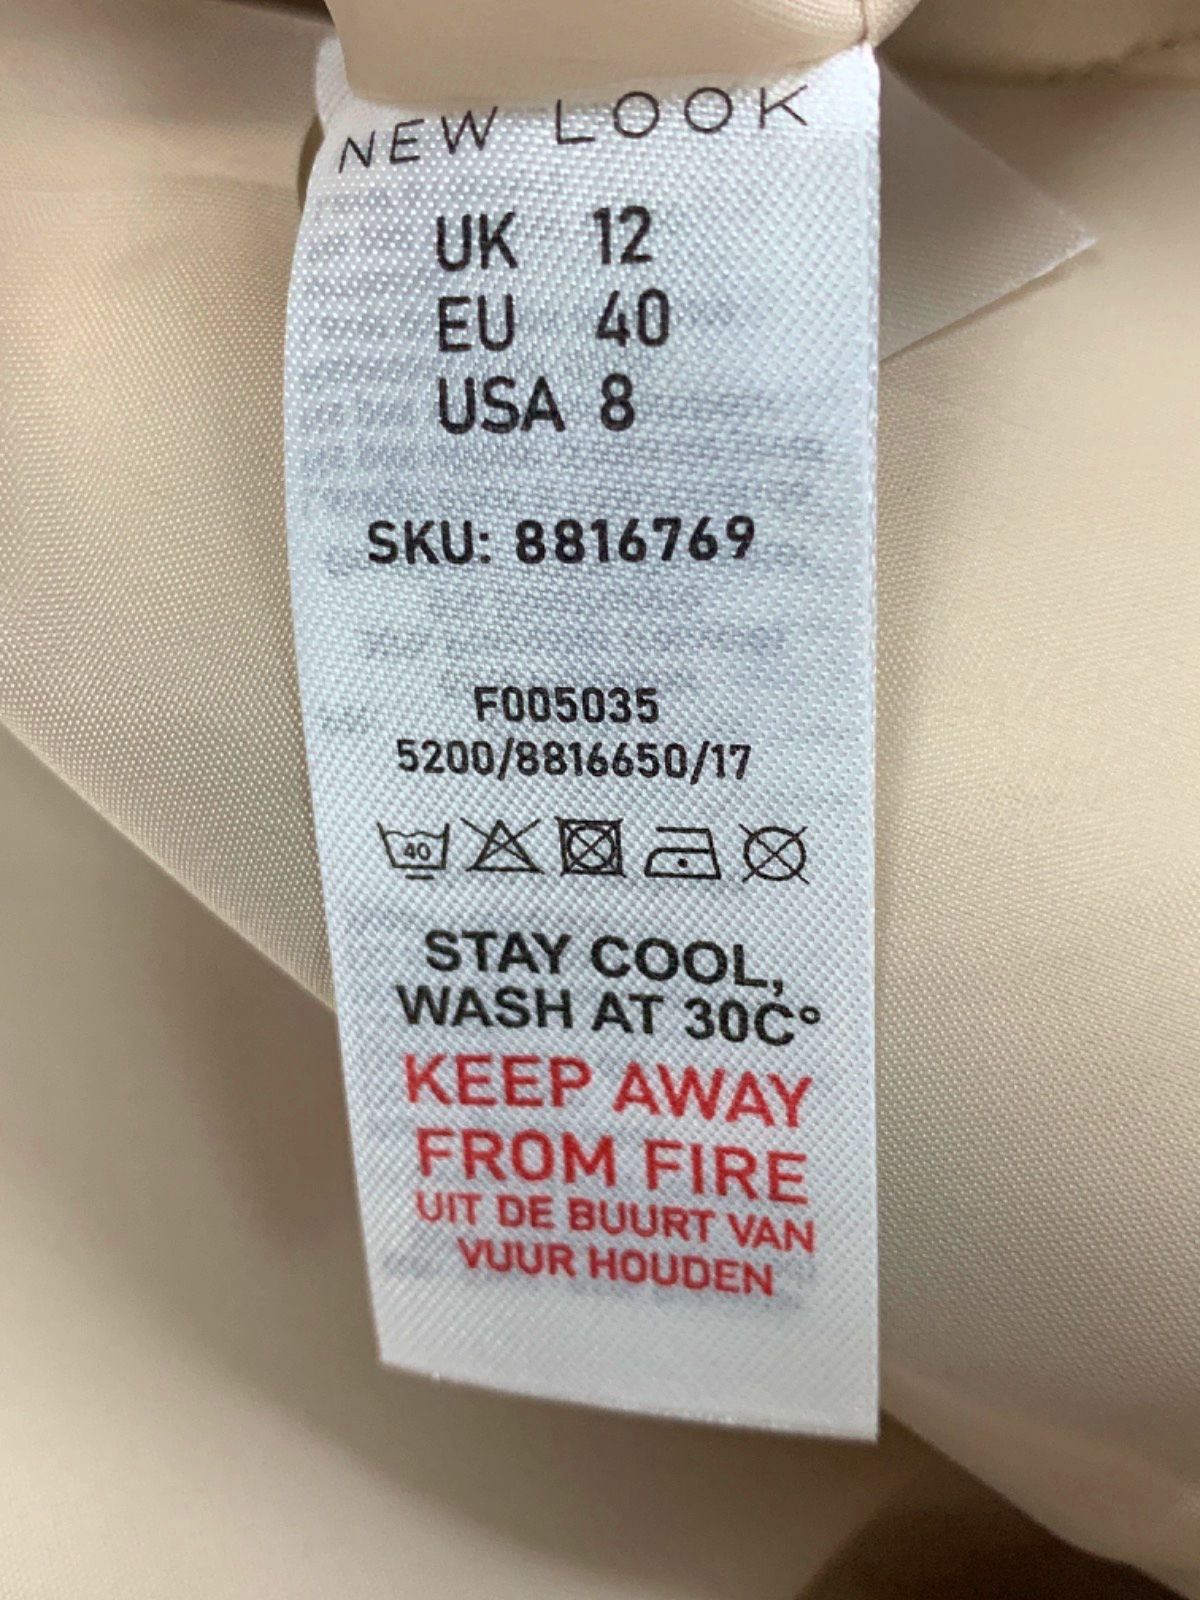 NEW LOOK
UK 12
EU 40
USA 8
SKU: 8816769
F005035
5200/8816650/17
40
STAY COOL,
WASH AT 30C°
KEEP AWAY
FROM FIRE
UIT DE BUURT VAN
VUUR HOUDEN